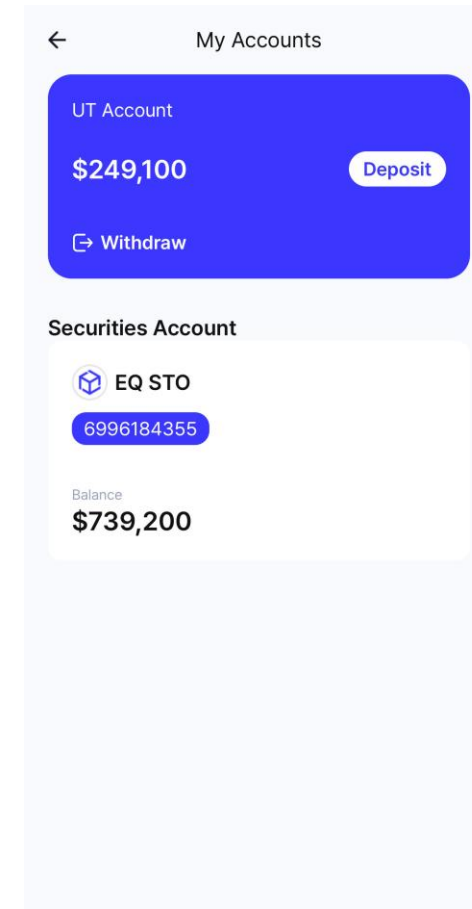 My Accounts
UT Account
$249,100
Deposit
Withdraw
Securities Account
EQ STO
6996184355
Balance
$739,200